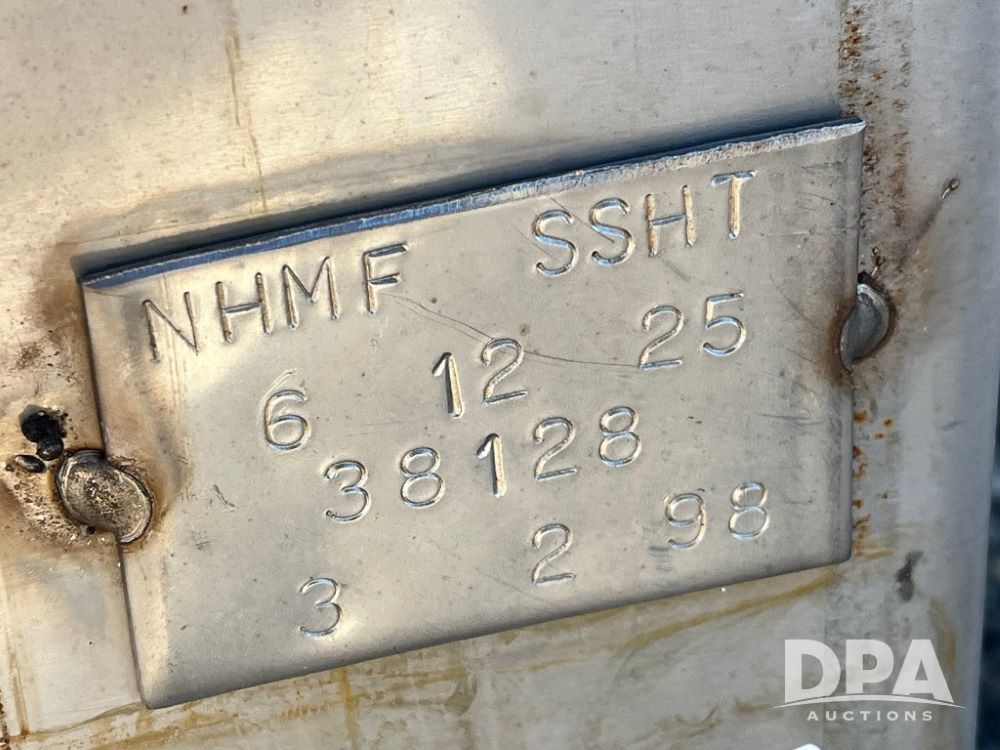 NHMF SSHT
6 12 25
38128
3 2 98
DPA
AUCTIONS